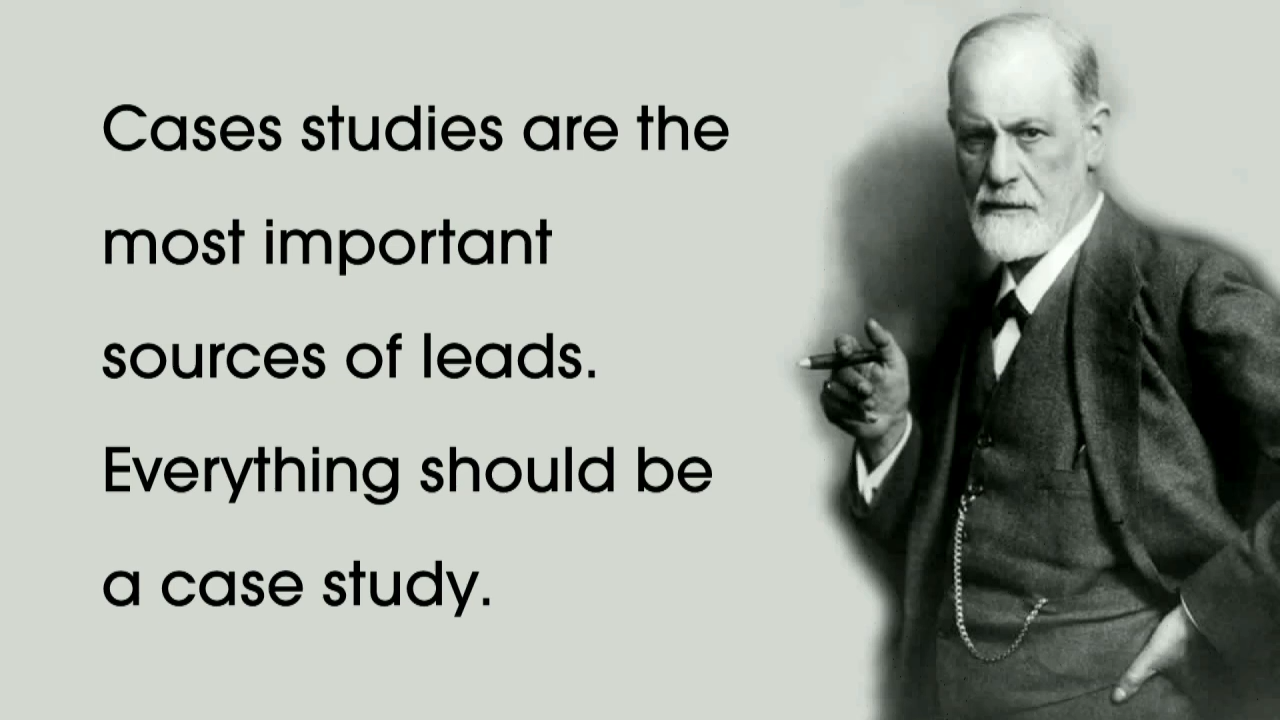 Cases studies are the
most important
sources of leads.
Everything should be
a case study.